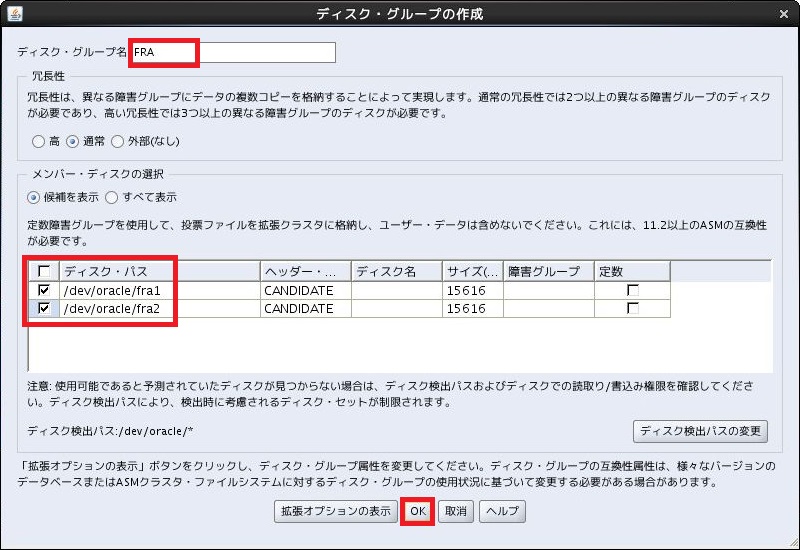 ディスク・グループの作成
ディスク・グループ名 FRA
冗長性
冗長性は、異なる障害グループにデータの複数コピーを格納することによって実現します。通常の冗長性では2つ以上の異なる障害グループのディスク
が必要であり、高い冗長性では3つ以上の異なる障害グループのディスクが必要です。
高 通常 外部(なし)
メンバー・ディスクの選択
候補を表示 すべて表示
定数障害グループを使用して、投票ファイルを拡張クラスタに格納し、ユーザー・データは含めないでください。これには、11.2以上のASMの互換性
が必要です。
ディスク・パス ヘッダー・... ディスク名 サイズ(... 障害グループ 定数
/dev/oracle/fra1 CANDIDATE 15616
/dev/oracle/fra2 CANDIDATE 15616
注意: 使用可能であると予測されていたディスクが見つからない場合は、ディスク検出パスおよびディスクでの読取り/書込み権限を確認してくださ
い。ディスク検出パスにより、検出時に考慮されるディスク・セットが制限されます。
ディスク検出パス:/dev/oracle/* ディスク検出パスの変更
「拡張オプションの表示」ボタンをクリックし、ディスク・グループ属性を変更してください。ディスク・グループの互換性属性は、様々なバージョンの
データベースまたはASMクラスタ・ファイルシステムに対するディスク・グループの使用状況に基づいて変更する必要がある場合があります。
拡張オプションの表示 OK 取消 ヘルプ